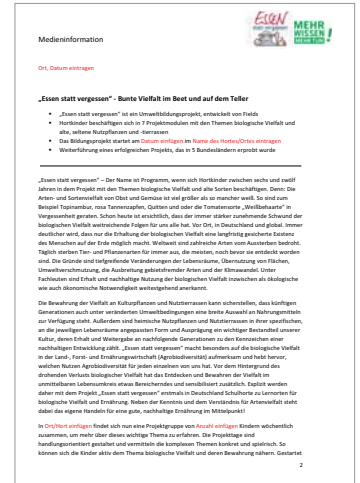 Medieninformation
ESSEN
statt vergessen
MEHR
WISSEN
MEHR TUN
Ort, Datum eintragen
„Essen statt vergessen“ - Bunte Vielfalt im Beet und auf dem Teller
• „Essen statt vergessen“ ist ein Umweltbildungsprojekt, entwickelt von Fields
• Hortkinder beschäftigen sich in 7 Projektmodulen mit den Themen biologische Vielfalt und
alte, seltene Nutzpflanzen und -tierrassen
• Das Bildungsprojekt startet am Datum einfügen im Name des Hortes/Ortes eintragen
• Weiterführung eines erfolgreichen Projekts, das in 5 Bundesländern erprobt wurde
„Essen statt vergessen“ – Der Name ist Programm, wenn sich Hortkinder zwischen sechs und zwölf
Jahren in dem Projekt mit den Themen biologische Vielfalt und alte Sorten beschäftigen. Denn: Die
Arten- und Sortenvielfalt von Obst und Gemüse ist viel größer als so mancher weiß. So sind zum
Beispiel Topinambur, rosa Tannenzapfen, Quitten und oder die Tomatensorte „Weißbehaarte“ in
Vergessenheit geraten. Schon heute ist ersichtlich, dass der immer stärker zunehmende Schwund der
biologischen Vielfalt weitreichende Folgen für uns alle hat. Vor Ort, in Deutschland und global. Immer
deutlicher wird, dass nur die Erhaltung der biologischen Vielfalt eine langfristig gesicherte Existenz
des Menschen auf der Erde möglich macht. Weltweit sind zahlreiche Arten vom Aussterben bedroht.
Täglich sterben Tier- und Pflanzenarten für immer aus, die meisten, noch bevor sie entdeckt worden
sind. Die Gründe sind tiefgreifende Veränderungen der Lebensräume, Übernutzung von Flächen,
Umweltverschmutzung, die Ausbreitung gebietsfremder Arten und der Klimawandel. Unter
Fachleuten sind Erhalt und Nachhaltige Nutzung der biologischen Vielfalt inzwischen als ökologische
wie auch ökonomische Notwendigkeit weitestgehend anerkannt.
Die Bewahrung der Vielfalt an Kulturpflanzen und Nutztierrassen kann sicherstellen, dass künftigen
Generationen auch unter veränderten Umweltbedingungen eine breite Auswahl an Nahrungsmitteln
zur Verfügung steht. Außerdem sind heimische Nutzpflanzen und Nutztierrassen in ihrer spezifischen,
an die jeweiligen Lebensräume angepassten Form und Ausprägung ein wichtiger Bestandteil unserer
Kultur, deren Erhalt und Weitergabe an nachfolgende Generationen zu den Kennzeichen einer
nachhaltigen Entwicklung zählt. „Essen statt vergessen“ macht besonders auf die biologische Vielfalt
in der Land-, Forst- und Ernährungswirtschaft (Agrobiodiversität) aufmerksam und hebt hervor,
welchen Nutzen Agrobiodiversität für jeden einzelnen von uns hat. Vor dem Hintergrund des
drohenden Verlusts biologischer Vielfalt hat das Entdecken und Bewahren der Vielfalt im
unmittelbaren Lebensumkreis etwas Bereicherndes und sensibilisiert zusätzlich. Explizit werden
daher mit dem Projekt „Essen statt vergessen“ erstmals in Deutschland Schulhorte zu Lernorten für
biologische Vielfalt und Ernährung. Neben der Kenntnis und dem Verständnis für Artenvielfalt steht
dabei das eigene Handeln für eine gute, nachhaltige Ernährung im Mittelpunkt!
In Ort/Hort einfügen findet sich nun eine Projektgruppe von Anzahl einfügen Kindern wöchentlich
zusammen, um mehr über dieses wichtige Thema zu erfahren. Die Projekttage sind
handlungsorientiert gestaltet und vermitteln die komplexen Themen konkret und spielerisch. So
können sich die Kinder aktiv dem Thema biologische Vielfalt und deren Bewahrung nähern. Gestartet
2